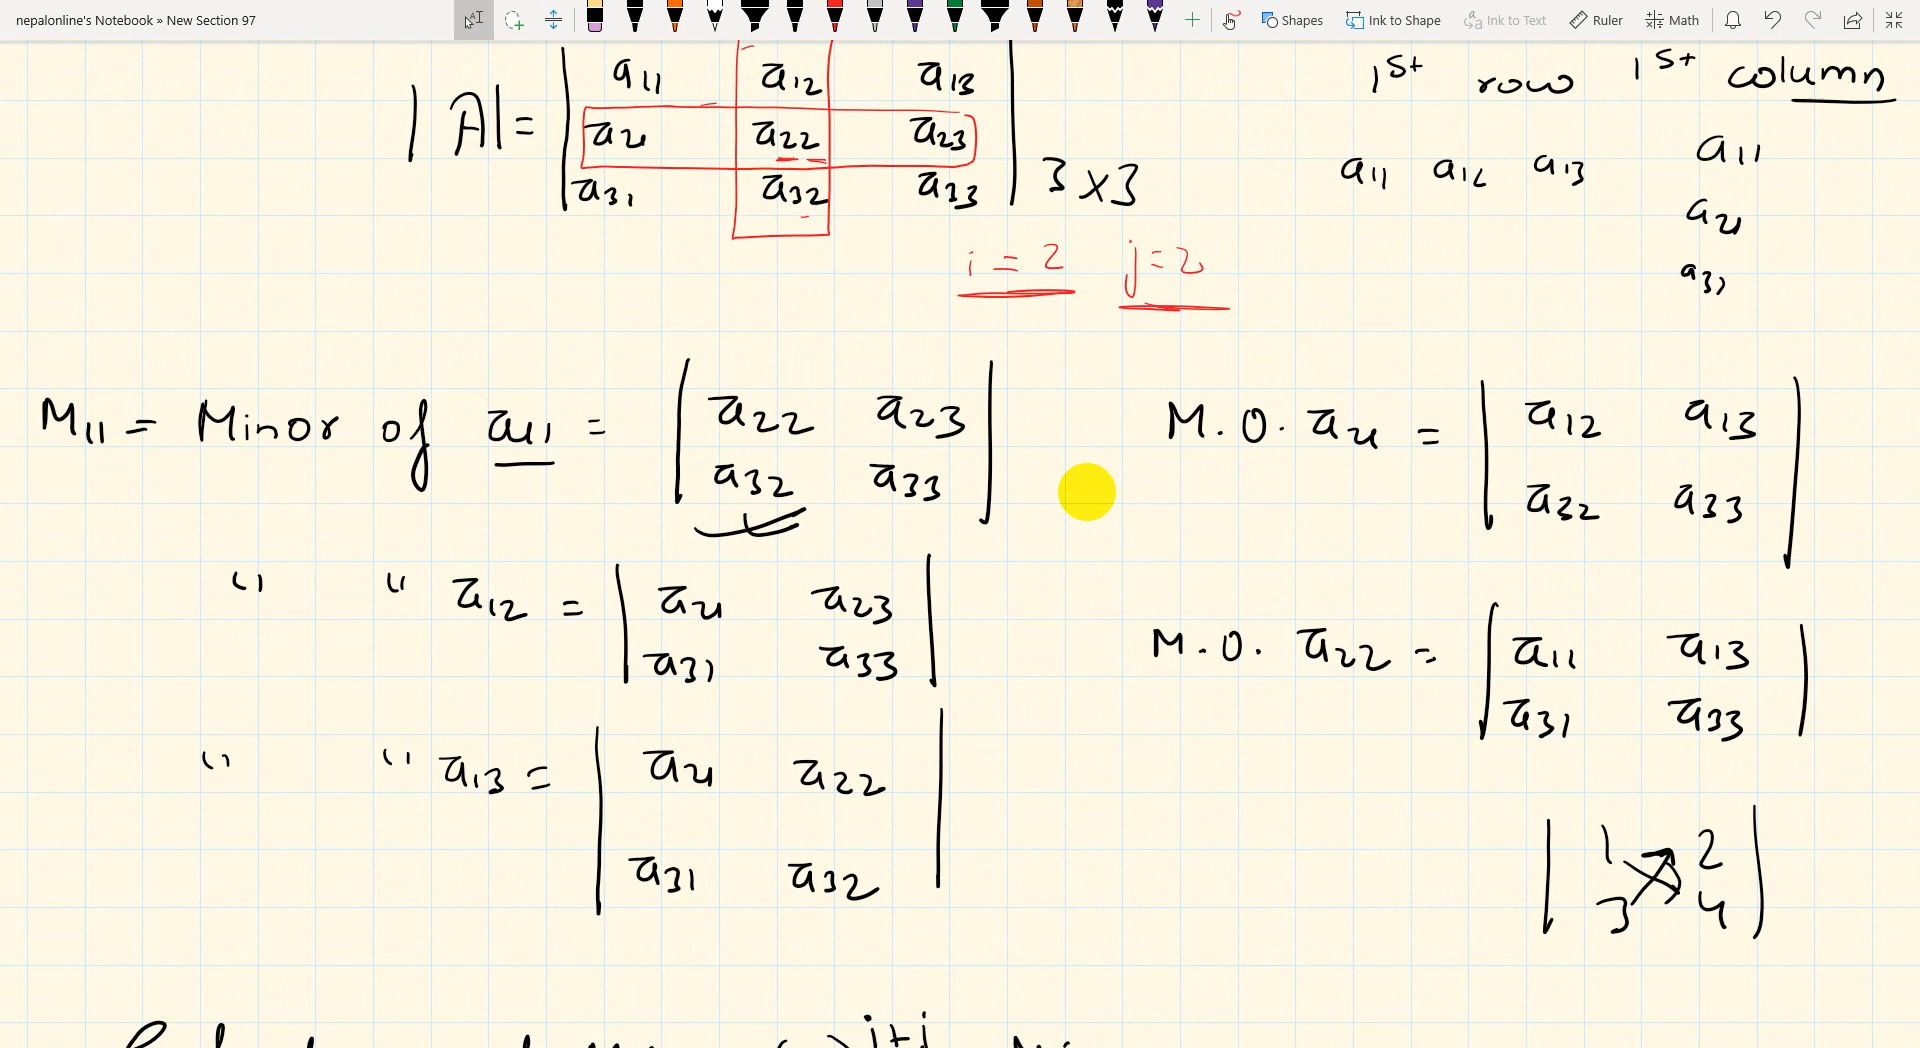 nepalonline's Notebook » New Section 97
Shapes Ink to Shape Ink to Text Ruler Math
|A| = | a11 a12 a13 |
| a21 a22 a23 |
| a31 a32 a33 | 3×3
i = 2 j = 2
1st row 1st column
a11 a12 a13 a11
a21
a31
M11 = Minor of a11 = | a22 a23 |
| a32 a33 |
" " a12 = | a21 a23 |
| a31 a33 |
" " a13 = | a21 a22 |
| a31 a32 |
M.O. a21 = | a12 a13 |
| a32 a33 |
M.O. a22 = | a11 a13 |
| a31 a33 |
| 1 2 |
| 3 4 |
i+j